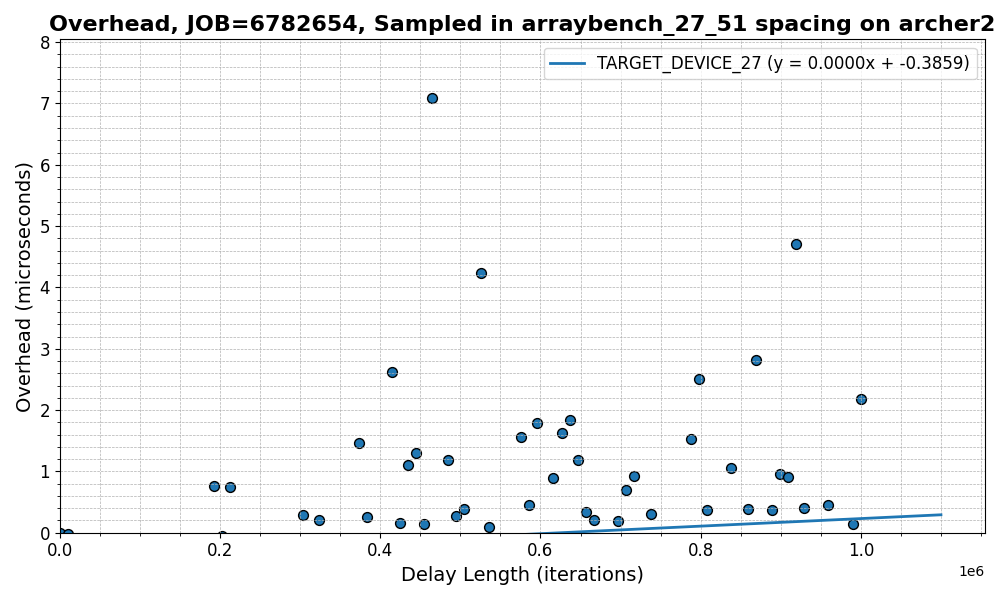 Overhead, JOB=6782654, Sampled in arraybench_27_51 spacing on archer2
TARGET_DEVICE_27 (y = 0.0000x + -0.3859)
Overhead (microseconds)
8
7
6
5
4
3
2
1
0
0.0 0.2 0.4 0.6 0.8 1.0
1e6
Delay Length (iterations)